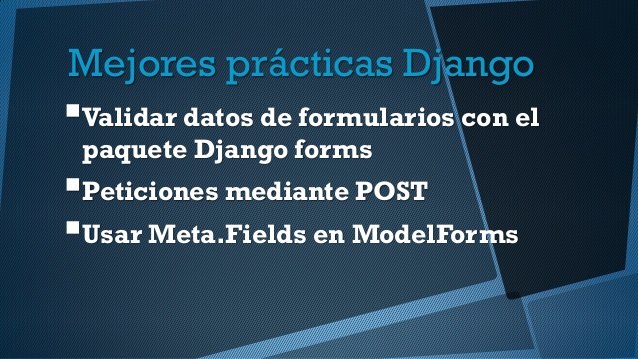 Mejores prácticas Django
▪Validar datos de formularios con el
paquete Django forms
▪Peticiones mediante POST
▪Usar Meta.Fields en ModelForms